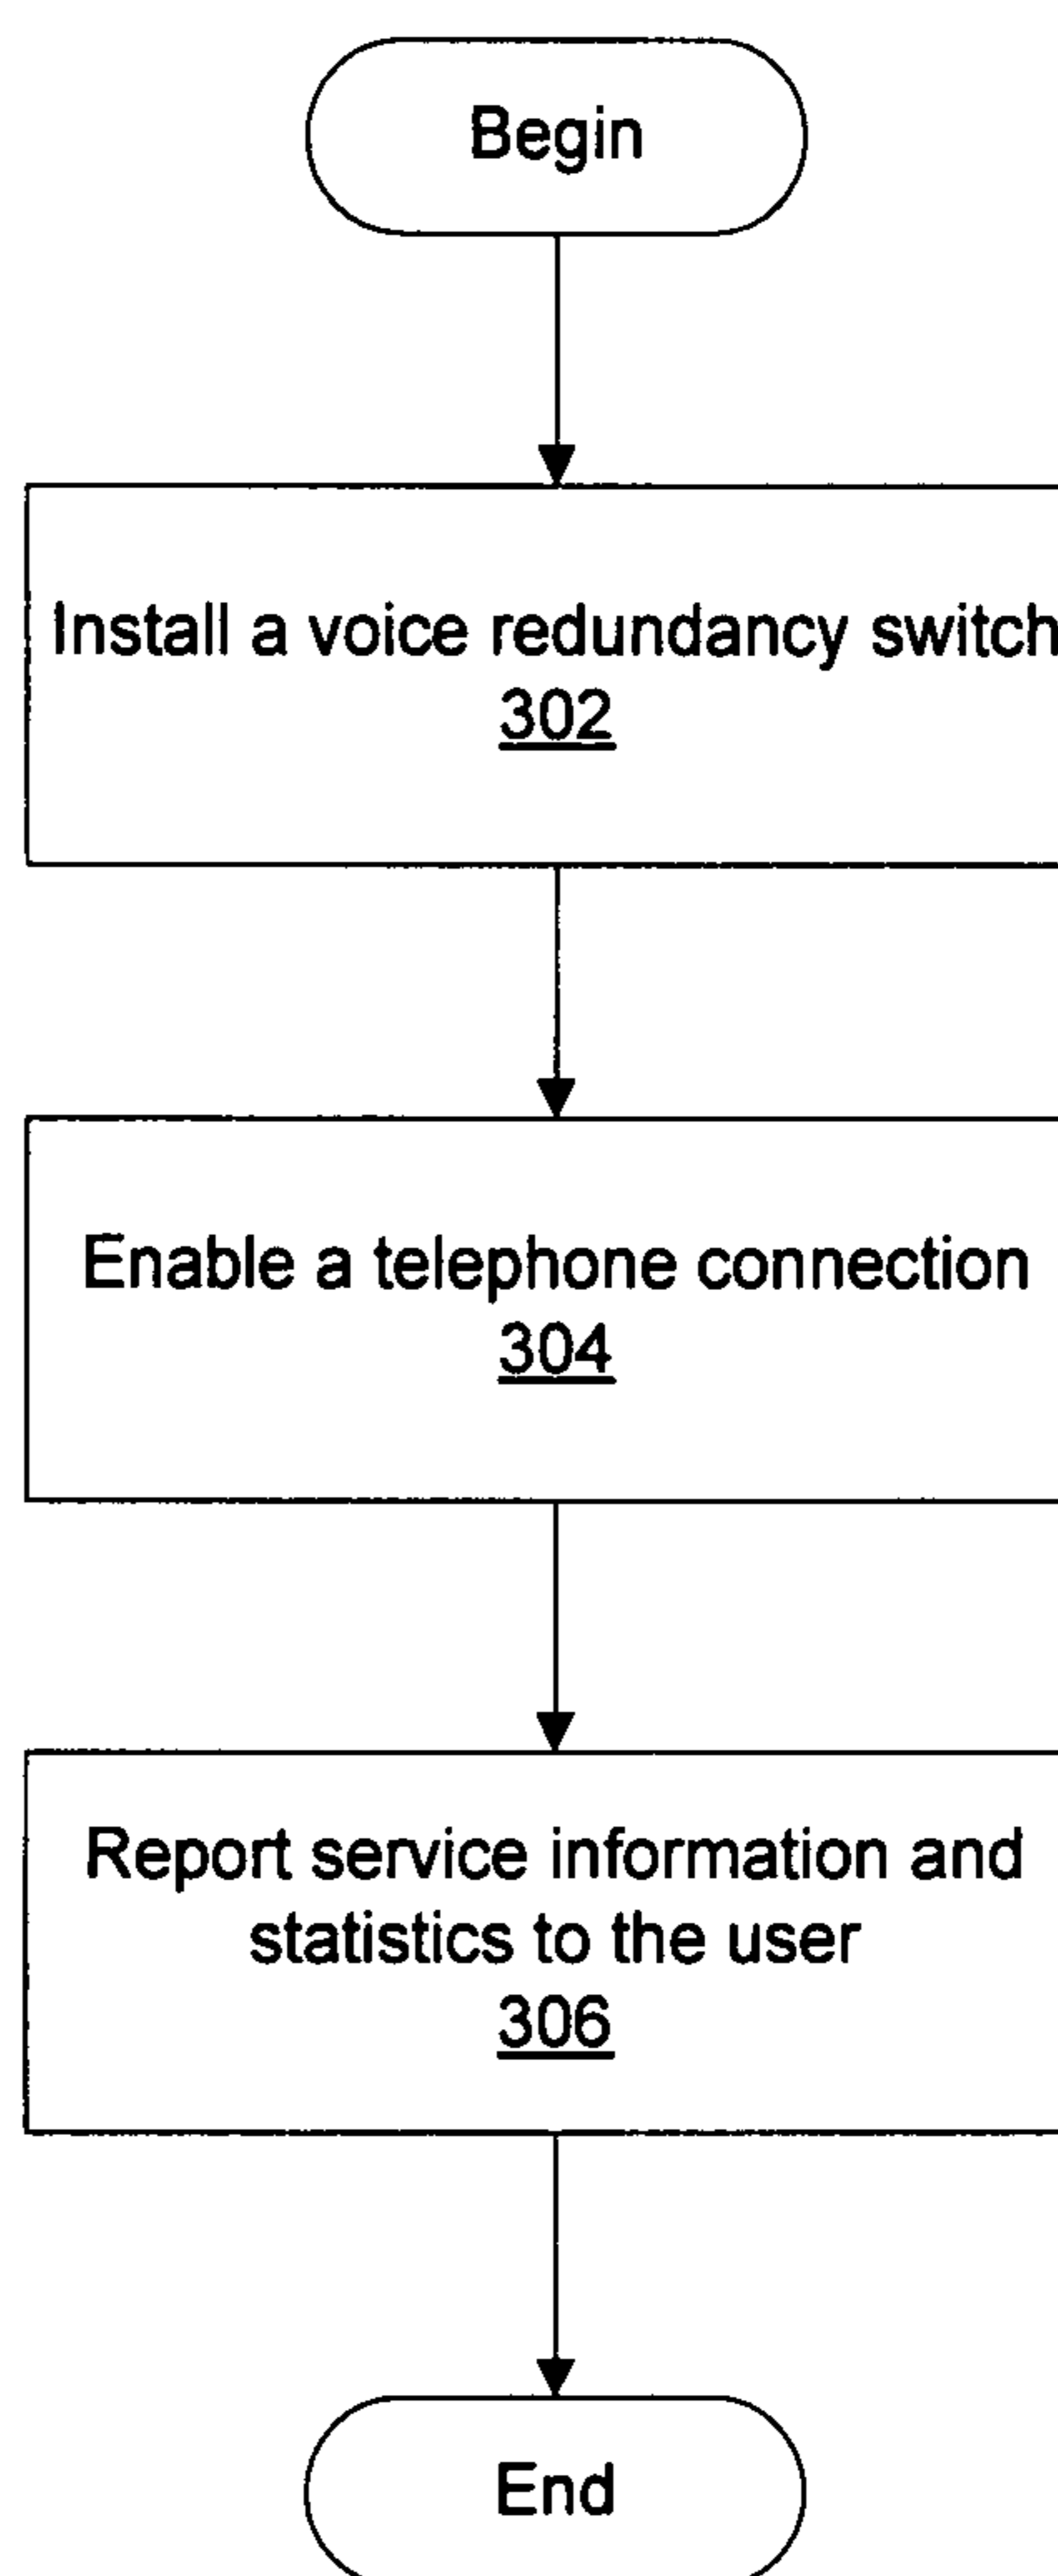 Begin
Install a voice redundancy switch
302
Enable a telephone connection
304
Report service information and
statistics to the user
306
End